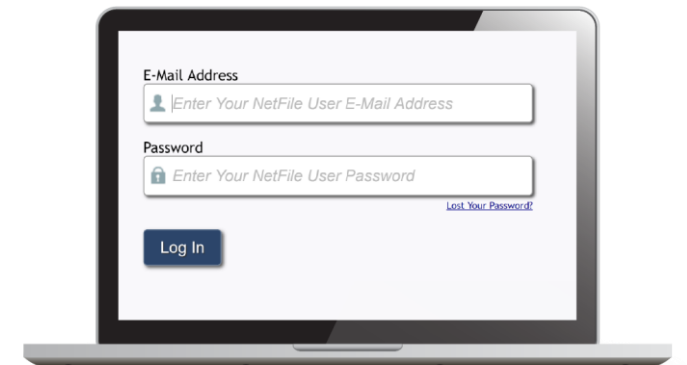 E-Mail Address
Enter Your NetFile User E-Mail Address
Password
Enter Your NetFile User Password
Lost Your Password?
Log In